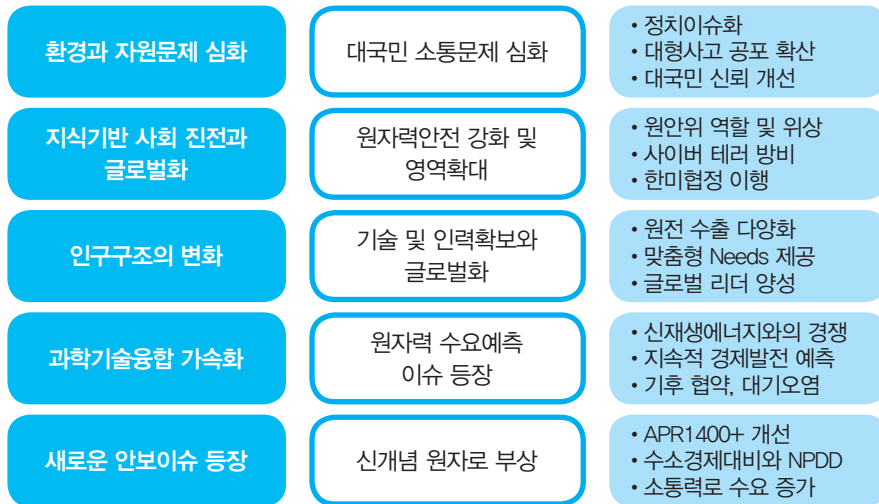 환경과 자원문제 심화
대국민 소통문제 심화
• 정치이슈화
• 대형사고 공포 확산
• 대국민 신뢰 개선
지식기반 사회 진전과
글로벌화
원자력안전 강화 및
영역확대
• 원안위 역할 및 위상
• 사이버 테러 방비
• 한미협정 이행
인구구조의 변화
기술 및 인력확보와
글로벌화
• 원전 수출 다양화
• 맞춤형 Needs 제공
• 글로벌 리더 양성
과학기술융합 가속화
원자력 수요예측
이슈 등장
• 신재생에너지와의 경쟁
• 지속적 경제발전 예측
• 기후 협약, 대기오염
새로운 안보이슈 등장
신개념 원자로 부상
• APR1400+ 개선
• 수소경제대비와 NPDD
• 소통력로 수요 증가